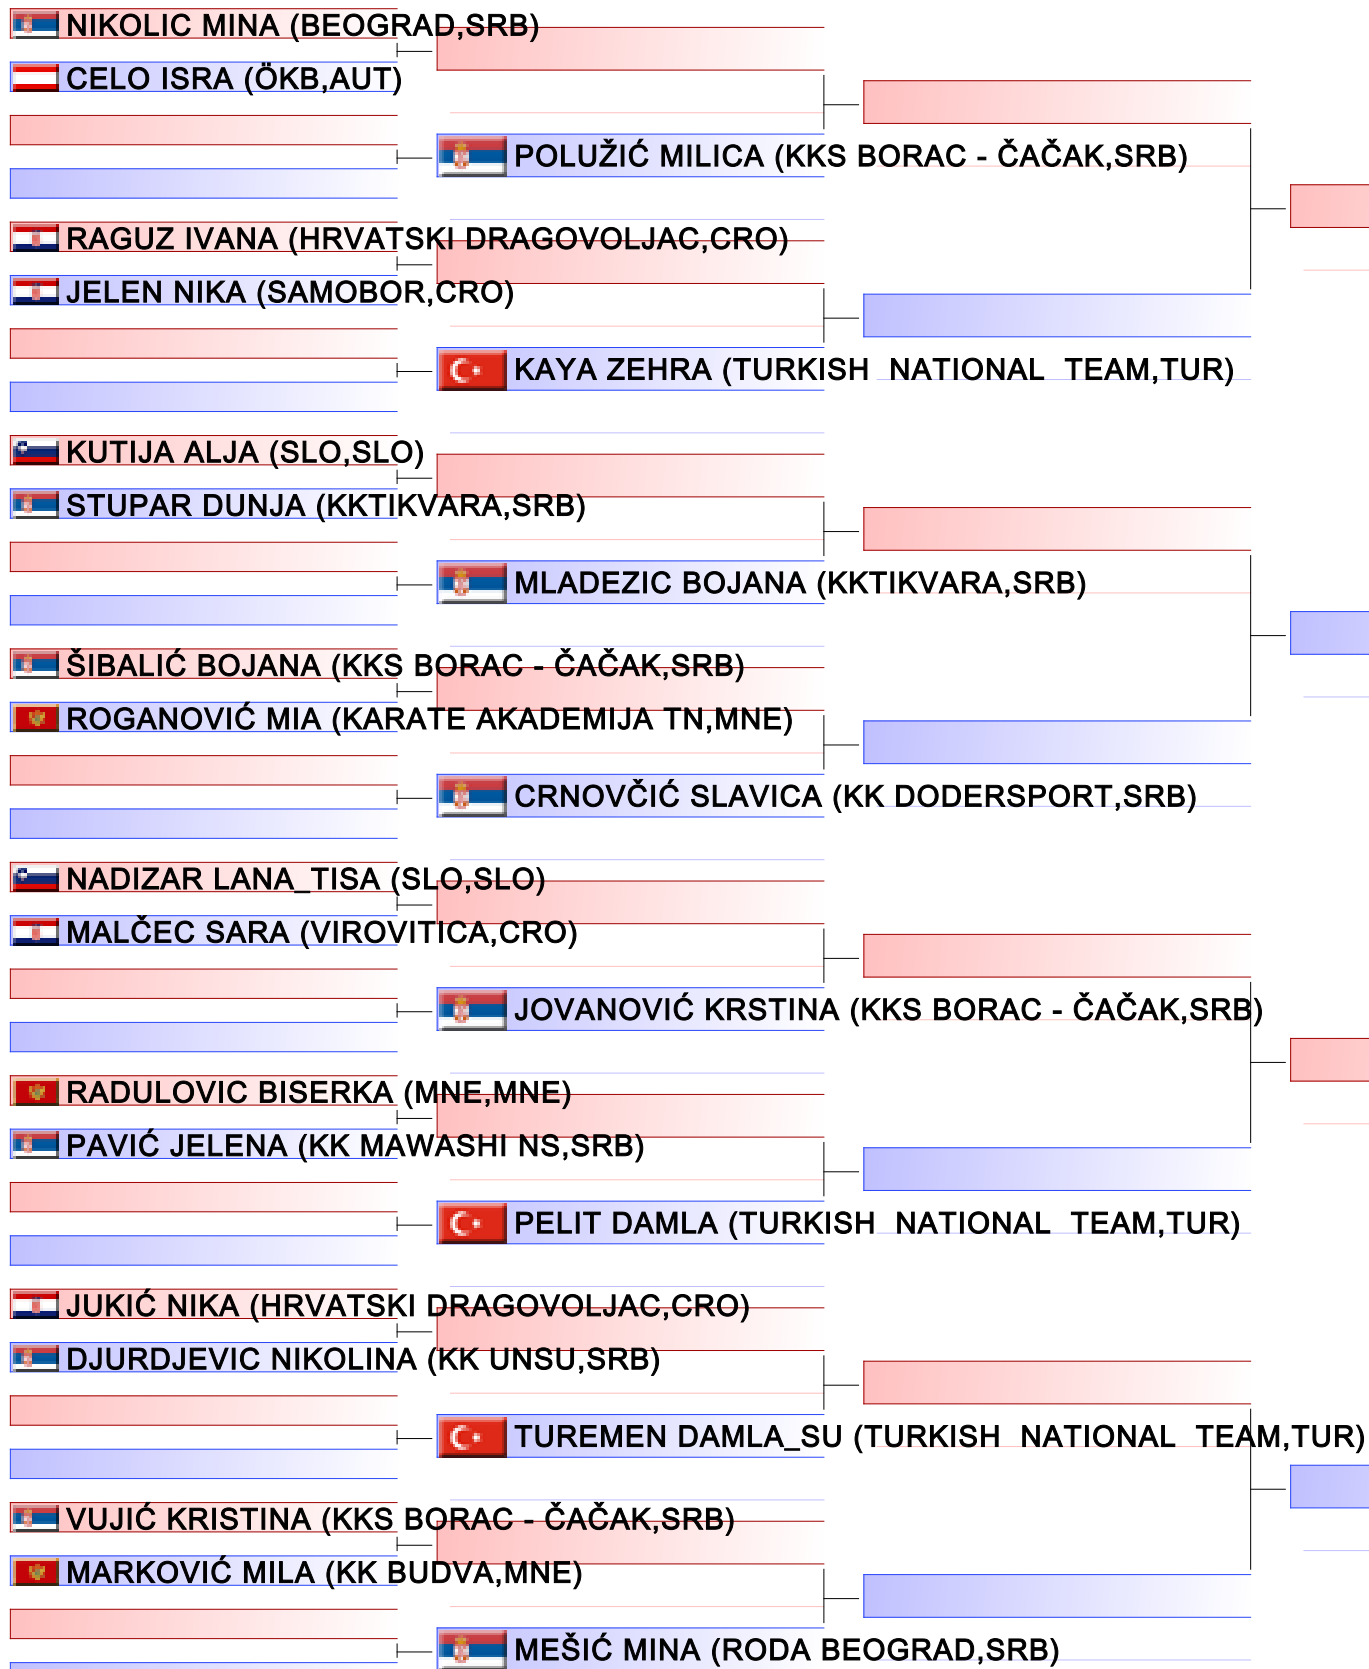 NIKOLIC MINA (BEOGRAD,SRB)
CELO ISRA (ÖKB,AUT)
POLUŽIĆ MILICA (KKS BORAC - ČAČAK,SRB)
RAGUZ IVANA (HRVATSKI DRAGOVOLJAC,CRO)
JELEN NIKA (SAMOBOR,CRO)
KAYA ZEHRA (TURKISH  NATIONAL  TEAM,TUR)
KUTIJA ALJA (SLO,SLO)
STUPAR DUNJA (KKTIKVARA,SRB)
MLADEZIC BOJANA (KKTIKVARA,SRB)
ŠIBALIĆ BOJANA (KKS BORAC - ČAČAK,SRB)
ROGANOVIĆ MIA (KARATE AKADEMIJA TN,MNE)
CRNOVČIĆ SLAVICA (KK DODERSPORT,SRB)
NADIZAR LANA_TISA (SLO,SLO)
MALČEC SARA (VIROVITICA,CRO)
JOVANOVIĆ KRSTINA (KKS BORAC - ČAČAK,SRB)
RADULOVIC BISERKA (MNE,MNE)
PAVIĆ JELENA (KK MAWASHI NS,SRB)
PELIT DAMLA (TURKISH  NATIONAL  TEAM,TUR)
JUKIĆ NIKA (HRVATSKI DRAGOVOLJAC,CRO)
DJURDJEVIC NIKOLINA (KK UNSU,SRB)
TUREMEN DAMLA_SU (TURKISH  NATIONAL  TEAM,TUR)
VUJIĆ KRISTINA (KKS BORAC - ČAČAK,SRB)
MARKOVIĆ MILA (KK BUDVA,MNE)
MEŠIĆ MINA (RODA BEOGRAD,SRB)